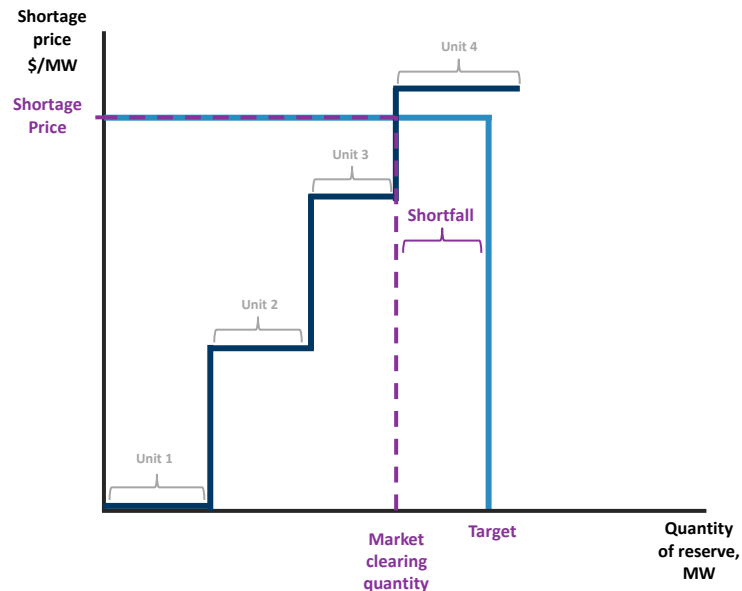 Shortage
price
$/MW
Unit 4
Shortage
Price
Unit 3
Shortfall
Unit 2
Unit 1
Market
clearing
quantity
Target
Quantity
of reserve,
MW